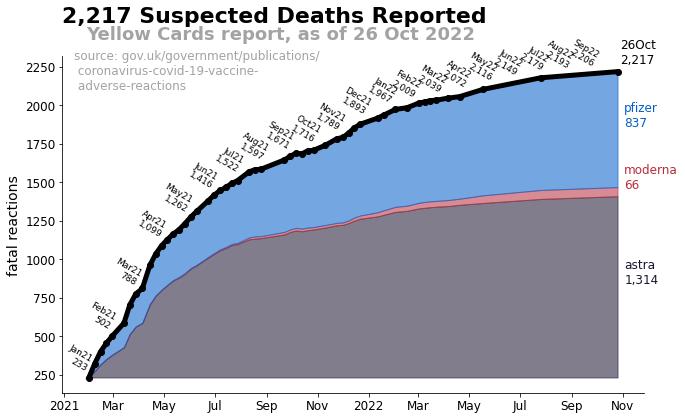 2,217 Suspected Deaths Reported
Yellow Cards report, as of 26 Oct 2022
source: gov.uk/government/publications/
coronavirus-covid-19-vaccine-
adverse-reactions
fatal reactions
2250
2000
1750
1500
1250
1000
750
500
250
2021
Mar
May
Jul
Sep
Nov
2022
Mar
May
Jul
Sep
Nov
Jan21
233
Feb21
502
Mar21
788
Apr21
1,099
May21
1,262
Jun21
1,416
Jul21
1,522
Aug21
1,597
Sep21
1,671
Oct21
1,716
Nov21
1,789
Dec21
1,893
Jan22
1,967
Feb22
2,009
Mar22
2,039
Apr22
2,072
May22
2,116
Jun22
2,149
Jul22
2,179
Aug22
2,193
Sep22
2,206
26Oct
2,217
pfizer
837
moderna
66
astra
1,314